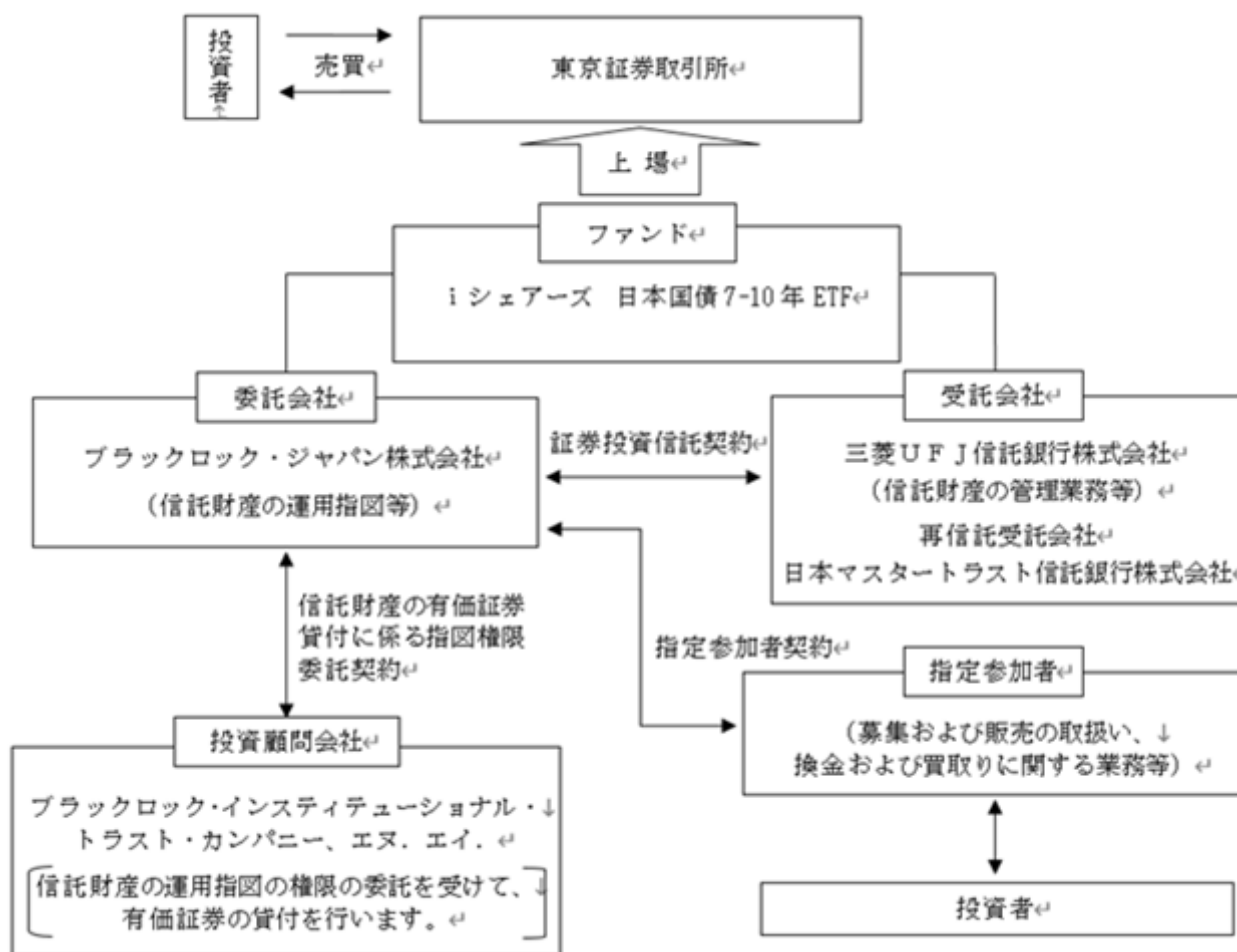 投資者
売買
東京証券取引所
上 場
ファンド
iシェアーズ 日本国債7-10年 ETF
委託会社
ブラックロック・ジャパン株式会社
(信託財産の運用指図等)
証券投資信託契約
受託会社
三菱UFJ信託銀行株式会社
(信託財産の管理業務等)
再信託受託会社
日本マスタートラスト信託銀行株式会社
信託財産の有価証券
貸付に係る指図権限
委託契約
指定参加者契約
指定参加者
(募集および販売の取扱い、
換金および買取りに関する業務等)
投資顧問会社
ブラックロック・インスティテューショナル・
トラスト・カンパニー、エヌ.エイ.
信託財産の運用指図の権限の委託を受けて、
有価証券の貸付を行います。
投資者